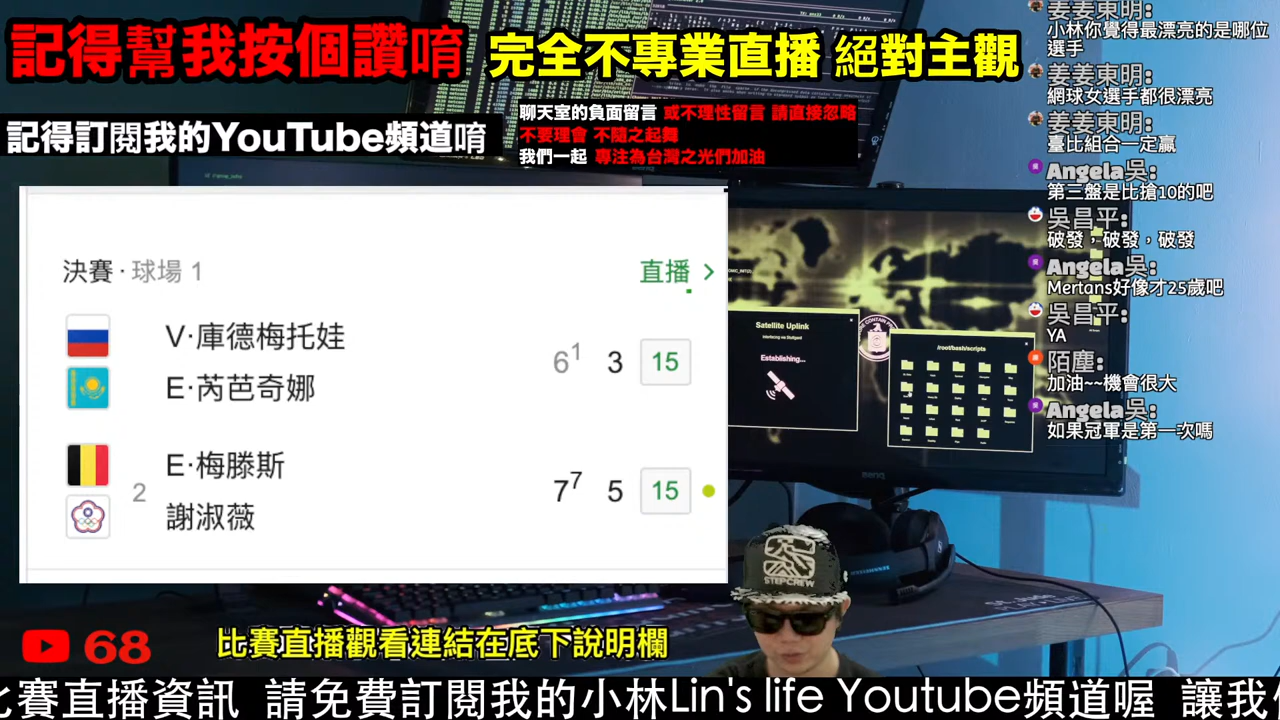 記得幫我按個讚唷
完全不專業直播 絕對主觀
記得訂閱我的YouTube頻道唷
聊天室的負面留言 或不理性留言 請直接忽略
不要理會 不隨之起舞
我們一起 專注為台灣之光們加油
決賽 · 球場 1
直播
V·庫德梅托娃
E·芮芭奇娜
6¹ 3 15
2
E·梅滕斯
謝淑薇
7⁷ 5 15
姜姜東明:
小林你覺得最漂亮的是哪位
選手
姜姜東明:
網球女選手都很漂亮
姜姜東明:
臺比組合一定贏
Angela吳:
第三盤是比搶10的吧
吳昌平:
破發，破發，破發
Angela吳:
Mertans好像才25歲吧
吳昌平:
YA
陌塵:
加油~~機會很大
Angela吳:
如果冠軍是第一次嗎
Satellite Uplink
Establishing...
/root/bash/scripts
BenQ
STEPCREW
68
比賽直播觀看連結在底下說明欄
比賽直播資訊 請免費訂閱我的小林Lin's life Youtube頻道喔 讓我